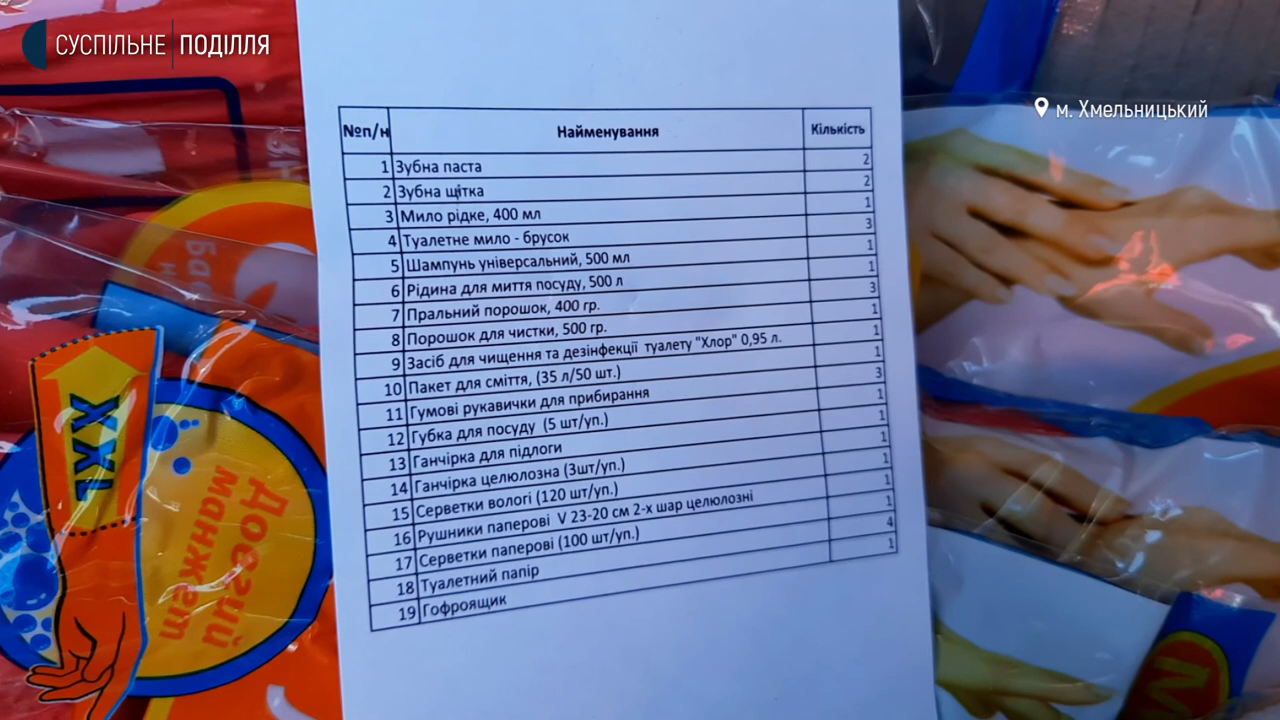 СУСПІЛЬНЕ ПОДІЛЛЯ
м. Хмельницький
№п/н Найменування Кількість
1 Зубна паста 2
2 Зубна щітка 2
3 Мило рідке, 400 мл 1
4 Туалетне мило - брусок 3
5 Шампунь універсальний, 500 мл 1
6 Рідина для миття посуду, 500 л 1
7 Пральний порошок, 400 гр. 3
8 Порошок для чистки, 500 гр. 1
9 Засіб для чищення та дезінфекції туалету "Хлор" 0,95 л. 1
10 Пакет для сміття, (35 л/50 шт.) 1
11 Гумові рукавички для прибирання 3
12 Губка для посуду (5 шт/уп.) 1
13 Ганчірка для підлоги 1
14 Ганчірка целюлозна (3шт/уп.) 1
15 Серветки вологі (120 шт/уп.) 1
16 Рушники паперові V 23-20 см 2-х шар целюлозні 1
17 Серветки паперові (100 шт/уп.) 1
18 Туалетний папір 4
19 Гофроящик 1
XXL
Довгий
манжет